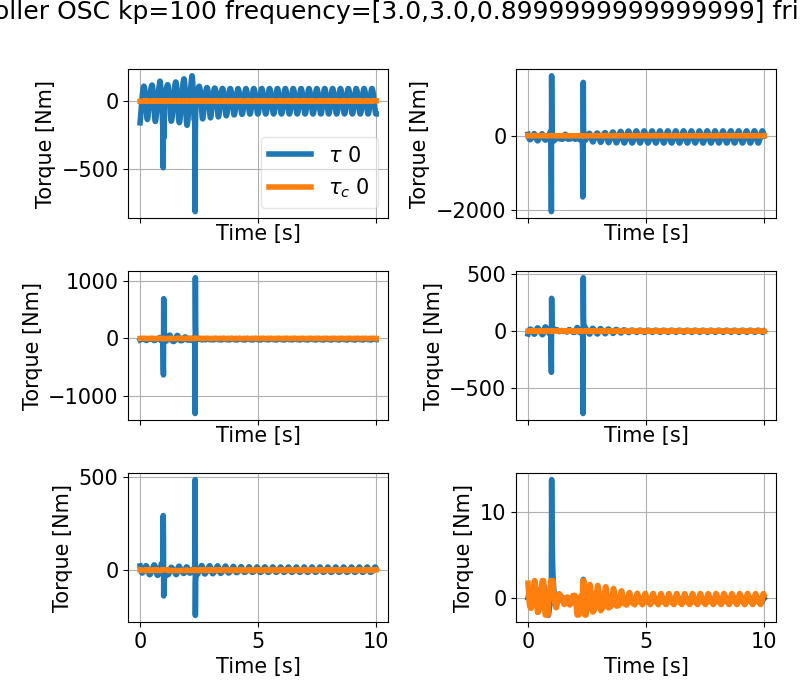 oller OSC kp=100 frequency=[3.0,3.0,0.8999999999999999] fri
0
−500
Torque [Nm]
Time [s]
τ 0
τc 0
0
−2000
Torque [Nm]
Time [s]
1000
0
−1000
Torque [Nm]
Time [s]
500
0
−500
Torque [Nm]
Time [s]
500
0
Torque [Nm]
0 5 10
Time [s]
10
0
Torque [Nm]
0 5 10
Time [s]